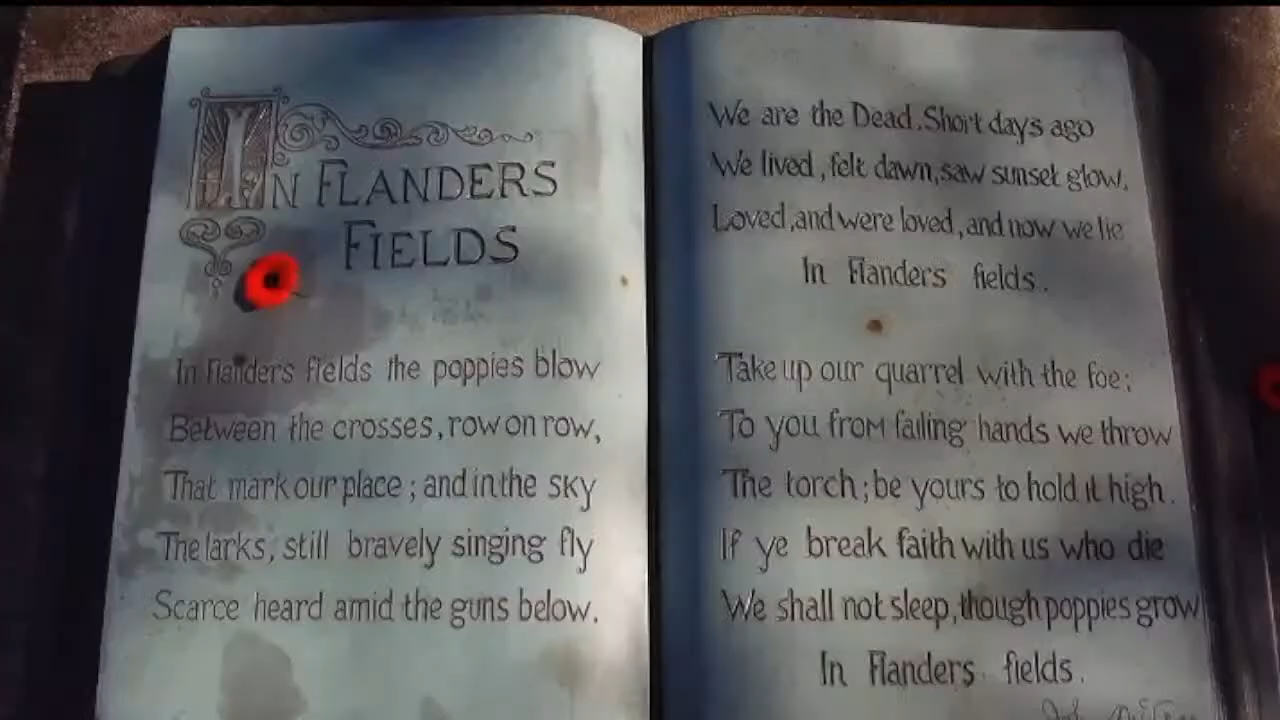 IN FLANDERS
FIELDS
In Flanders fields the poppies blow
Between the crosses, row on row,
That mark our place; and in the sky
The larks, still bravely singing fly
Scarce heard amid the guns below.
We are the Dead. Short days ago
We lived, felt dawn, saw sunset glow,
Loved, and were loved, and now we lie
In Flanders fields.
Take up our quarrel with the foe:
To you from failing hands we throw
The torch; be yours to hold it high.
If ye break faith with us who die
We shall not sleep, though poppies grow
In Flanders fields.